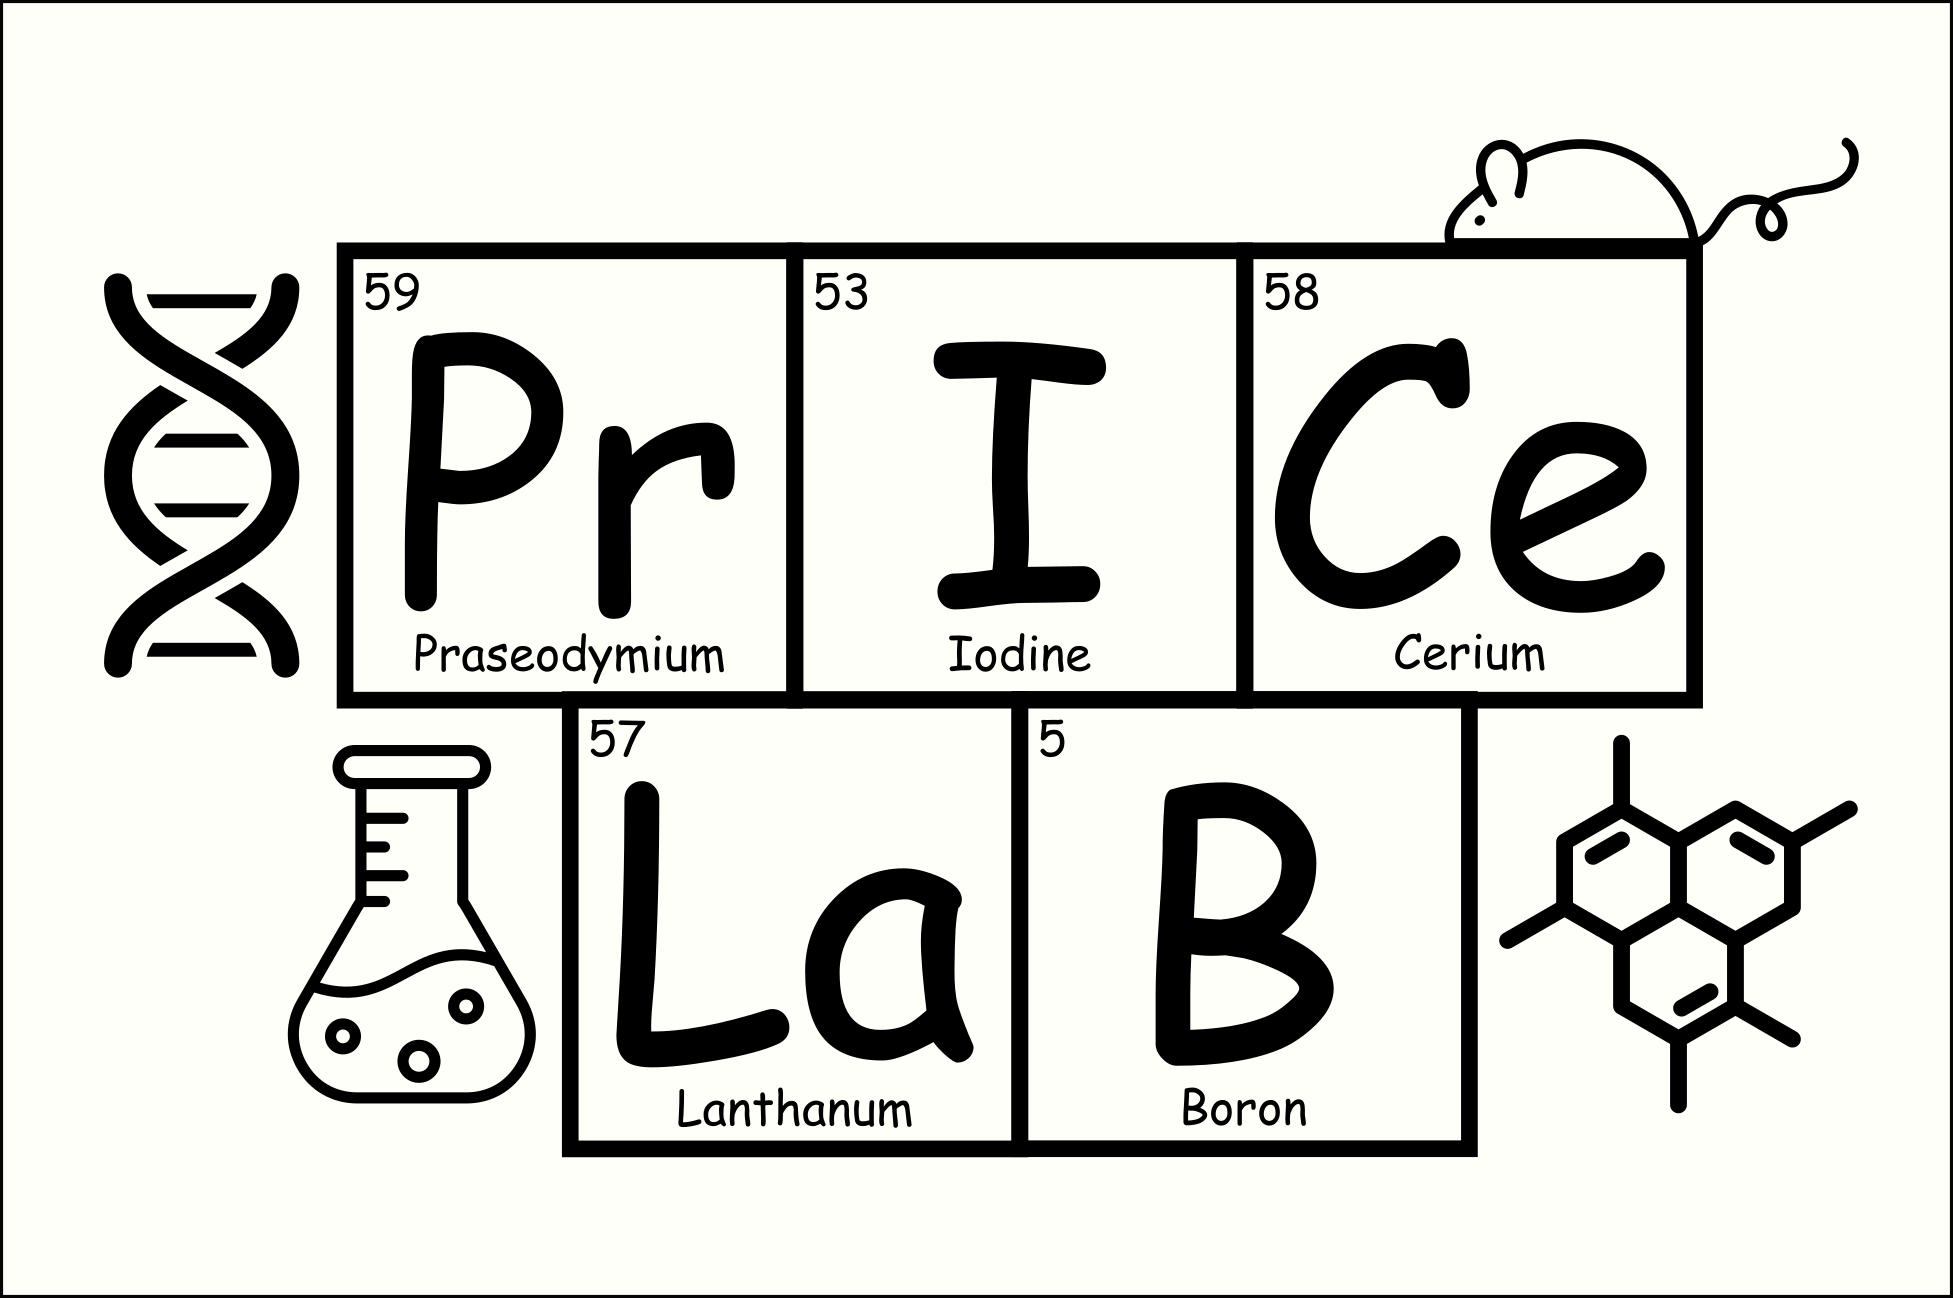 59 53 58
Pr I Ce
Praseodymium Iodine Cerium
57 5
La B
Lanthanum Boron